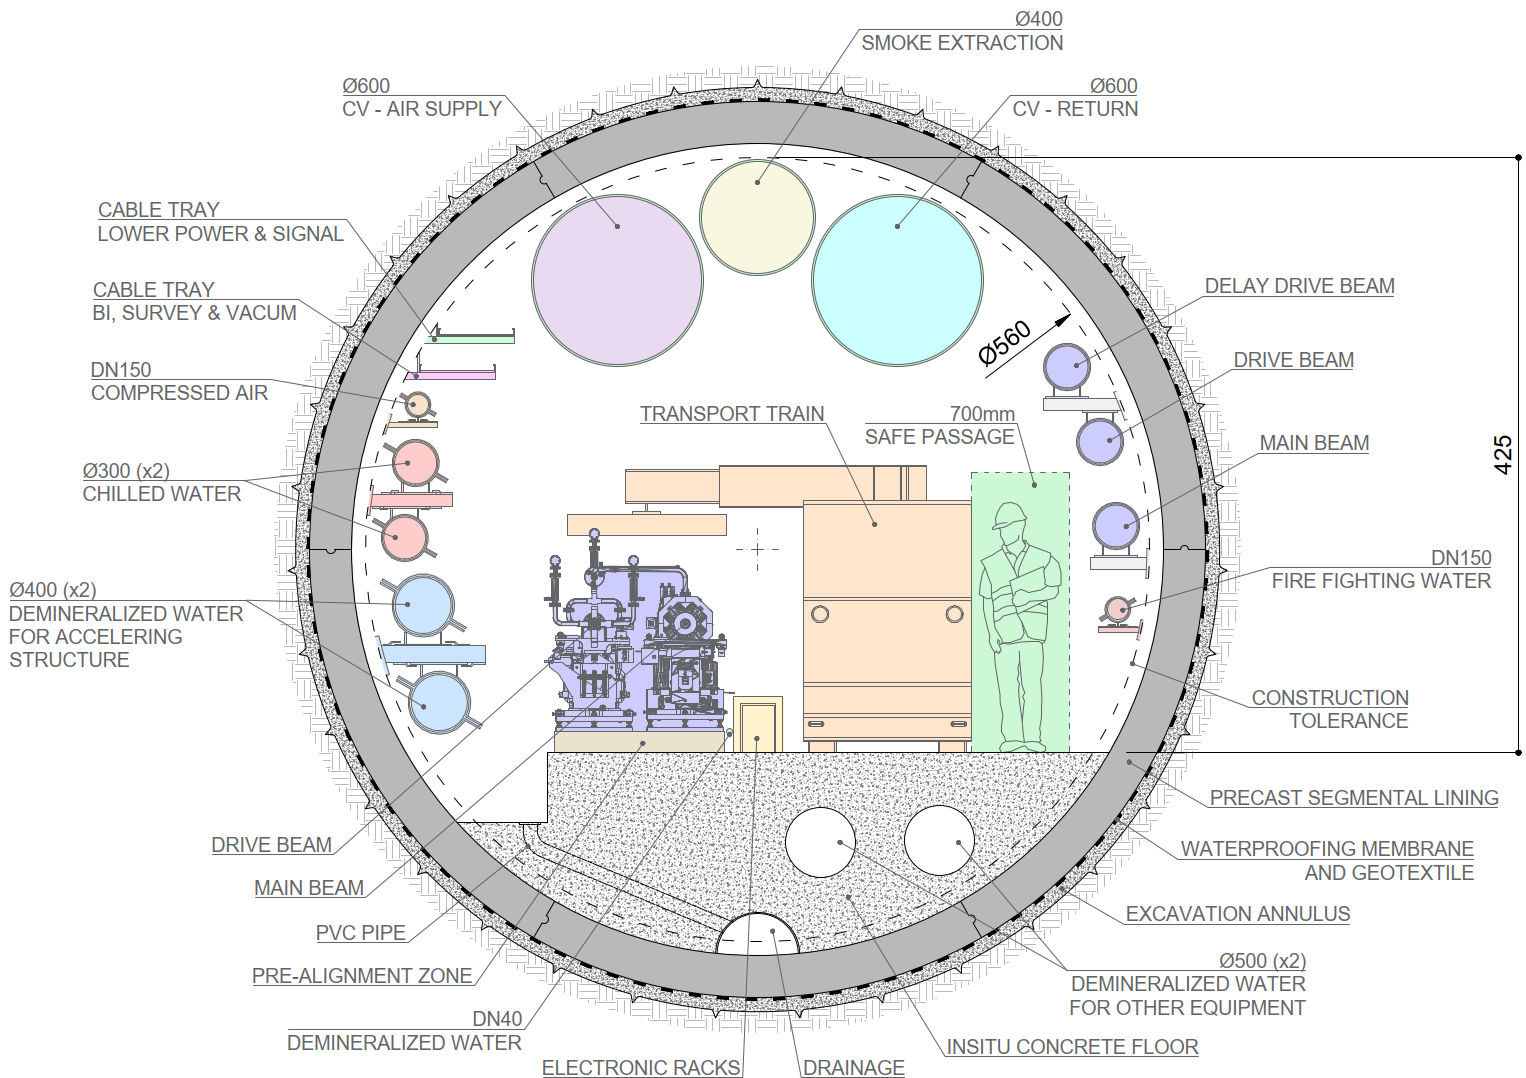 Ø400
SMOKE EXTRACTION
Ø600
CV - AIR SUPPLY
Ø600
CV - RETURN
CABLE TRAY
LOWER POWER & SIGNAL
CABLE TRAY
BI, SURVEY & VACUM
DN150
COMPRESSED AIR
Ø300 (x2)
CHILLED WATER
Ø400 (x2)
DEMINERALIZED WATER
FOR ACCELERING
STRUCTURE
DELAY DRIVE BEAM
Ø560
DRIVE BEAM
TRANSPORT TRAIN
700mm
SAFE PASSAGE
MAIN BEAM
425
DN150
FIRE FIGHTING WATER
CONSTRUCTION
TOLERANCE
PRECAST SEGMENTAL LINING
WATERPROOFING MEMBRANE
AND GEOTEXTILE
EXCAVATION ANNULUS
Ø500 (x2)
DEMINERALIZED WATER
FOR OTHER EQUIPMENT
INSITU CONCRETE FLOOR
DRIVE BEAM
MAIN BEAM
PVC PIPE
PRE-ALIGNMENT ZONE
DN40
DEMINERALIZED WATER
ELECTRONIC RACKS
DRAINAGE